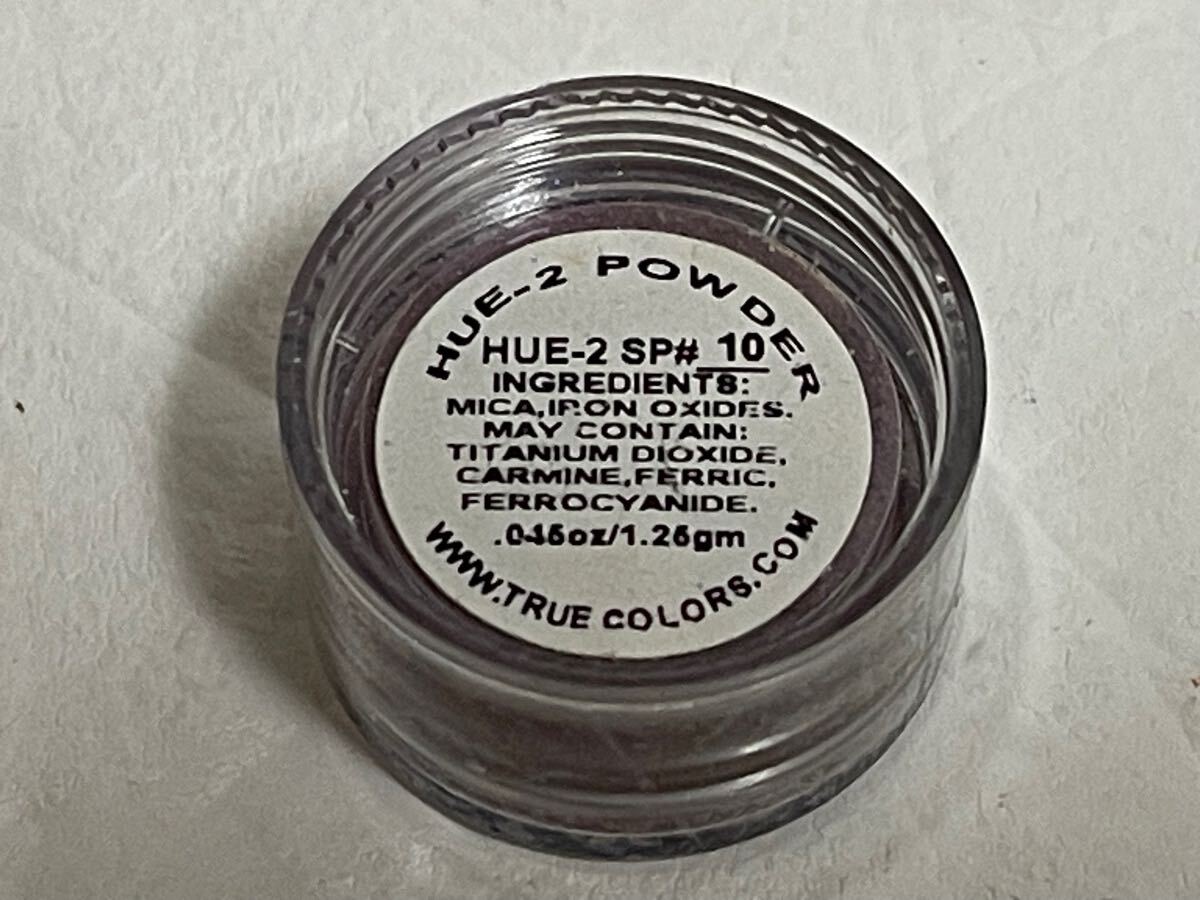 HUE-2 POWDER
HUE-2 SP# 10
INGREDIENTS:
MICA,IRON OXIDES.
MAY CONTAIN:
TITANIUM DIOXIDE,
CARMINE,FERRIC,
FERROCYANIDE.
.045oz/1.25gm
WWW.TRUE COLORS.COM